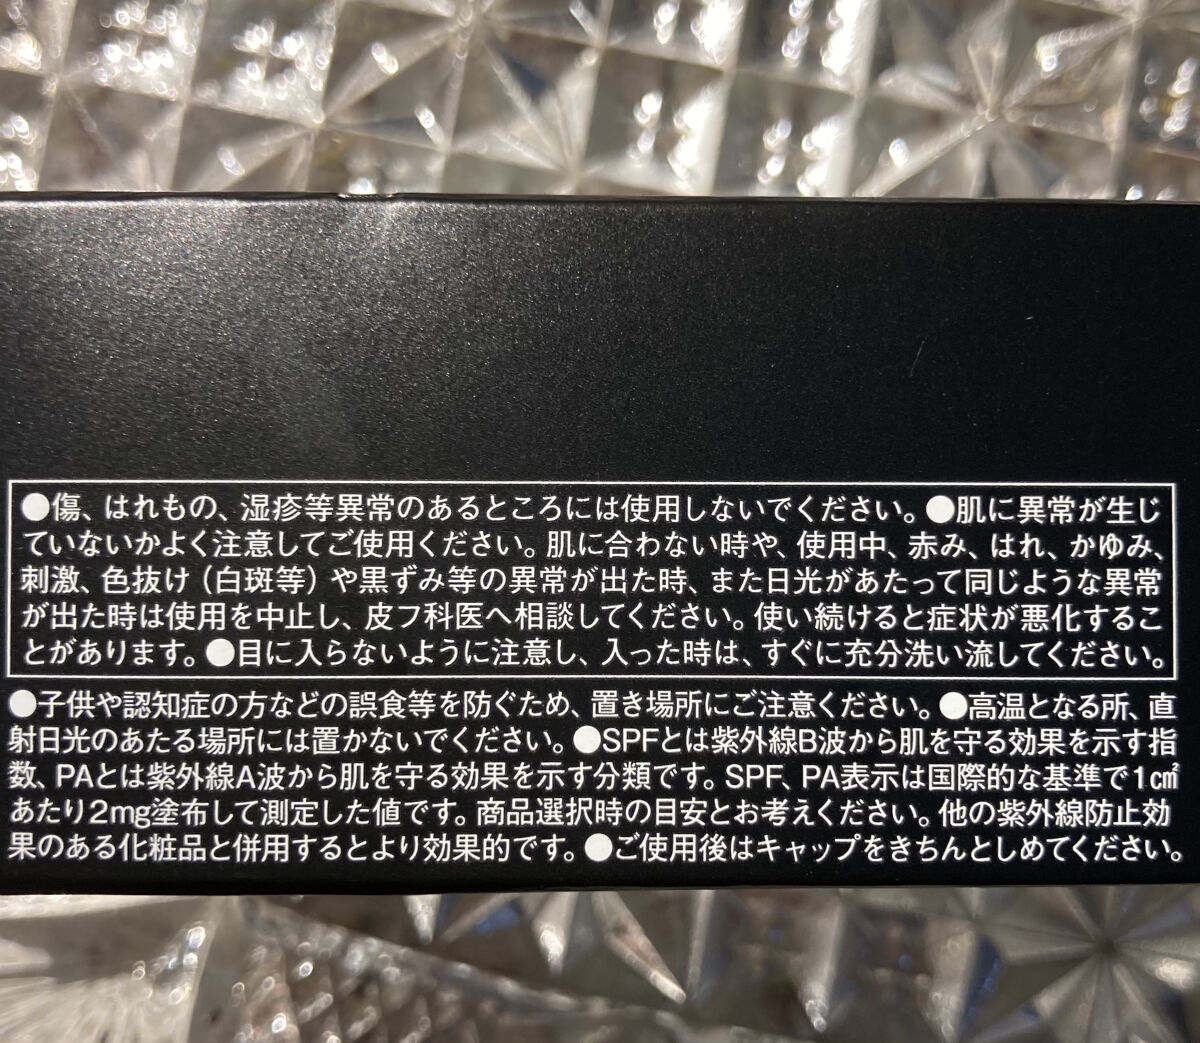 ●傷、はれもの、湿疹等異常のあるところには使用しないでください。●肌に異常が生じ
ていないかよく注意してご使用ください。肌に合わない時や、使用中、赤み、はれ、かゆみ、
刺激、色抜け（白斑等）や黒ずみ等の異常が出た時、また日光があたって同じような異常
が出た時は使用を中止し、皮フ科医へ相談してください。使い続けると症状が悪化するこ
とがあります。●目に入らないように注意し、入った時は、すぐに充分洗い流してください。
●子供や認知症の方などの誤食等を防ぐため、置き場所にご注意ください。●高温となる所、直
射日光のあたる場所には置かないでください。●SPFとは紫外線B波から肌を守る効果を示す指
数、PAとは紫外線A波から肌を守る効果を示す分類です。SPF、PA表示は国際的な基準で1c㎡
あたり2mg塗布して測定した値です。商品選択時の目安とお考えください。他の紫外線防止効
果のある化粧品と併用するとより効果的です。●ご使用後はキャップをきちんとしめてください。